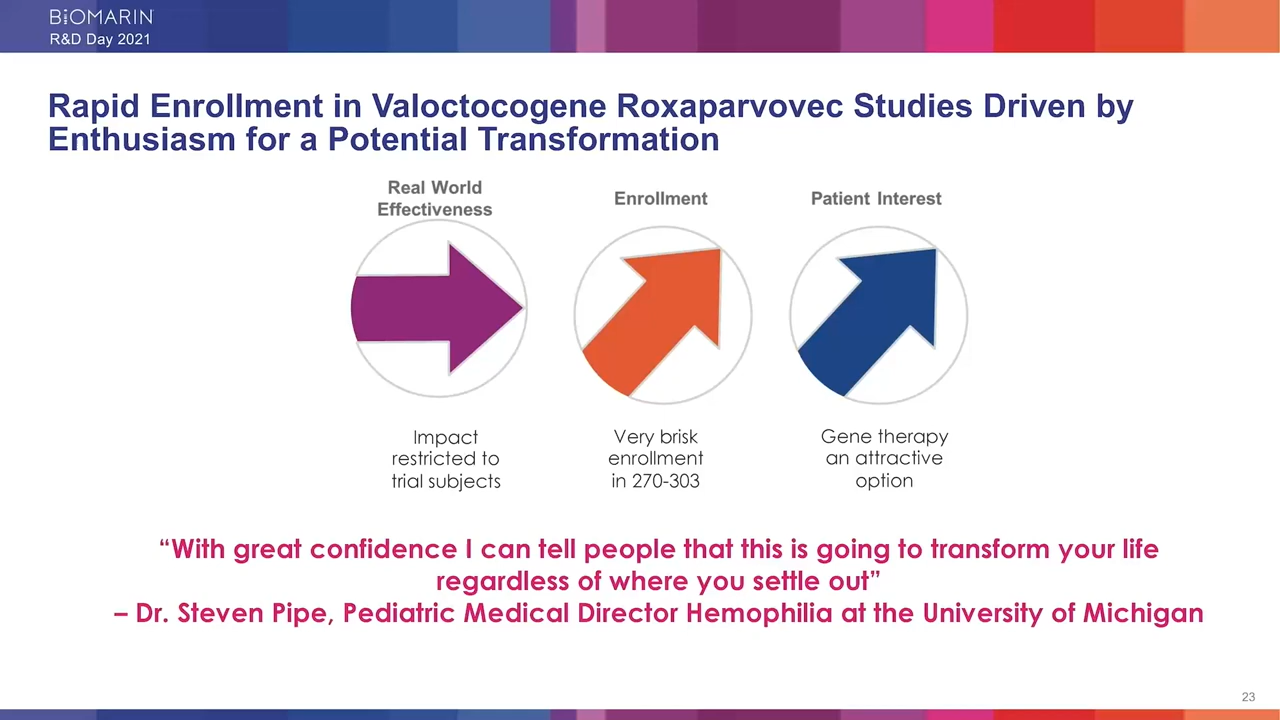 BIOMARIN
R&D Day 2021
Rapid Enrollment in Valoctocogene Roxaparvovec Studies Driven by
Enthusiasm for a Potential Transformation
Real World
Effectiveness
Enrollment
Patient Interest
Impact
restricted to
trial subjects
Very brisk
enrollment
in 270-303
Gene therapy
an attractive
option
“With great confidence I can tell people that this is going to transform your life
regardless of where you settle out”
– Dr. Steven Pipe, Pediatric Medical Director Hemophilia at the University of Michigan
23